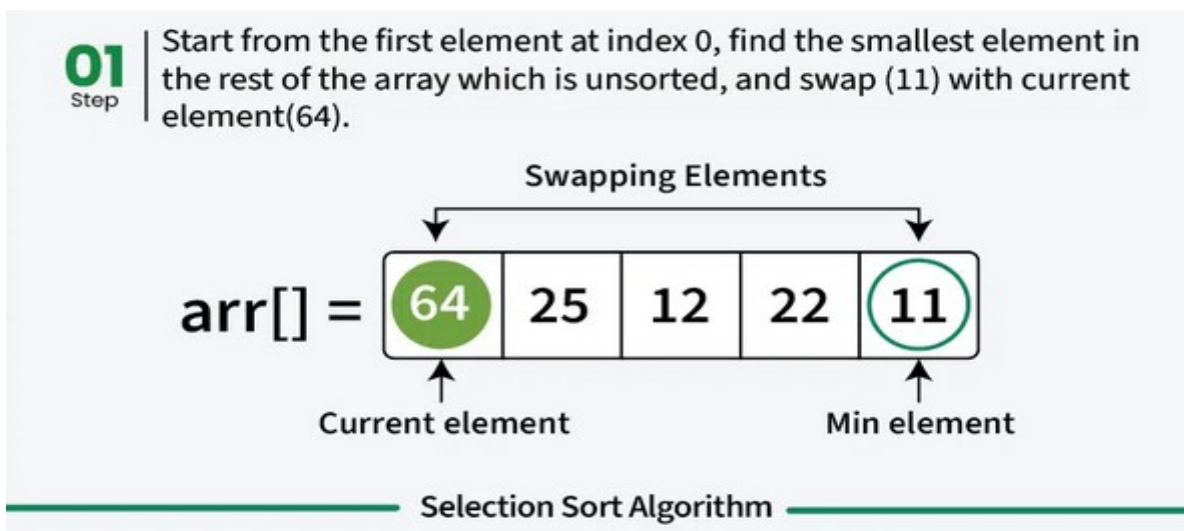 01
Step
Start from the first element at index 0, find the smallest element in
the rest of the array which is unsorted, and swap (11) with current
element(64).
Swapping Elements
arr[] = 64 25 12 22 11
Current element
Min element
Selection Sort Algorithm